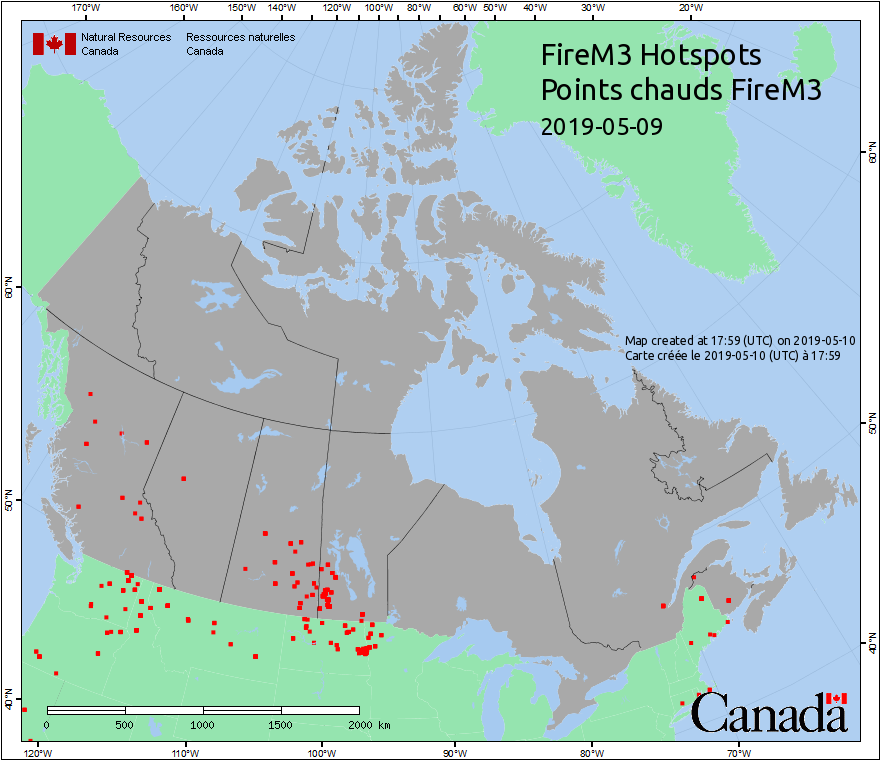 170°W 160°W 150°W 140°W 120°W 100°W 80°W 60°W 50°W 40°W 30°W 20°W
Natural Resources Ressources naturelles
Canada Canada
FireM3 Hotspots
Points chauds FireM3
2019-05-09
60°N 60°N
Map created at 17:59 (UTC) on 2019-05-10
Carte créée le 2019-05-10 (UTC) à 17:59
50°N 50°N
40°N 40°N
0 500 1000 1500 2000 km
Canada
120°W 110°W 100°W 90°W 80°W 70°W